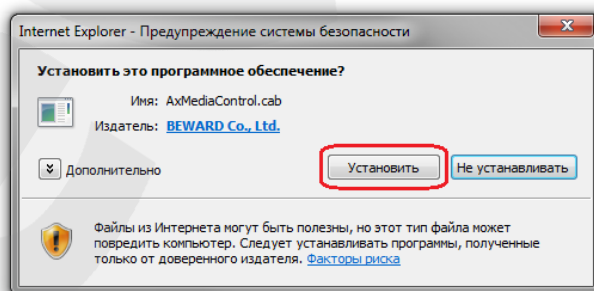 Internet Explorer - Предупреждение системы безопасности
Установить это программное обеспечение?
Имя: AxMediaControl.cab
Издатель: BEWARD Co., Ltd.
Дополнительно Установить Не устанавливать
Файлы из Интернета могут быть полезны, но этот тип файла может
повредить компьютер. Следует устанавливать программы, полученные
только от доверенного издателя. Факторы риска